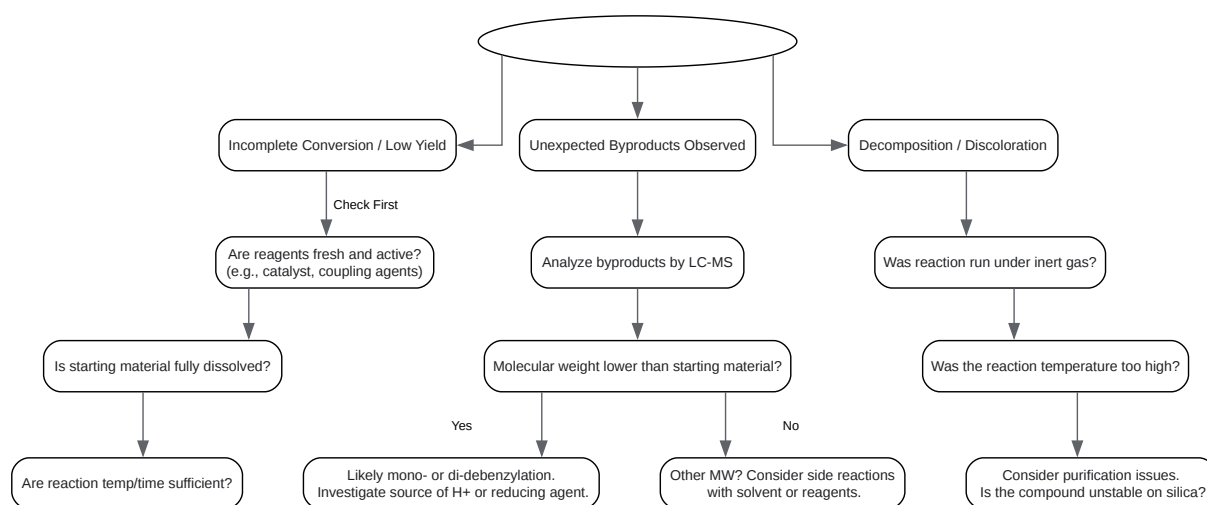 Incomplete Conversion / Low Yield
Unexpected Byproducts Observed
Decomposition / Discoloration
Check First
Are reagents fresh and active?
(e.g., catalyst, coupling agents)
Analyze byproducts by LC-MS
Was reaction run under inert gas?
Is starting material fully dissolved?
Molecular weight lower than starting material?
Was the reaction temperature too high?
Yes
No
Are reaction temp/time sufficient?
Likely mono- or di-debenzylation.
Investigate source of H+ or reducing agent.
Other MW? Consider side reactions
with solvent or reagents.
Consider purification issues.
Is the compound unstable on silica?